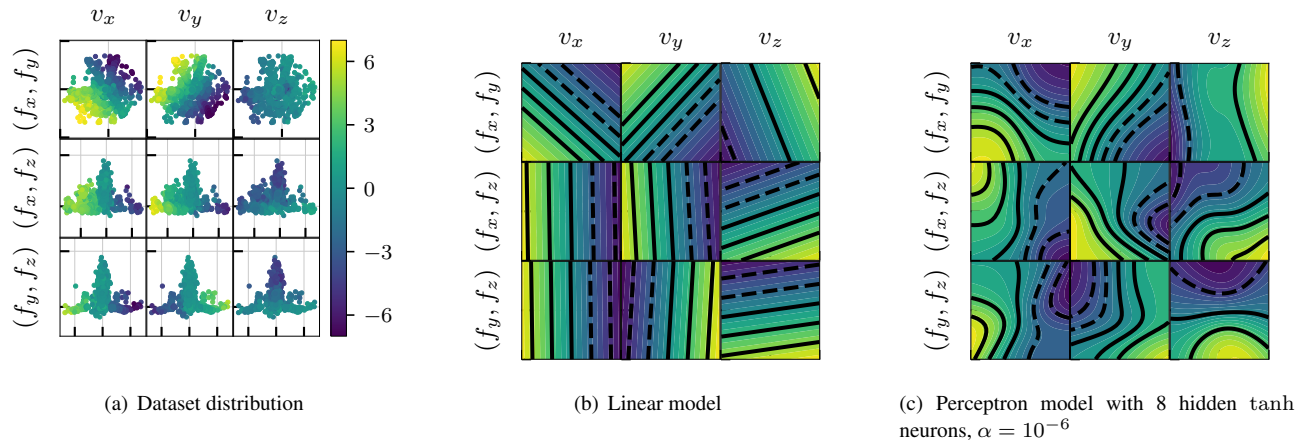 v_x v_y v_z
(f_x, f_y)
(f_x, f_z)
(f_y, f_z)
6
3
0
−3
−6
(a) Dataset distribution
v_x v_y v_z
(f_x, f_y)
(f_x, f_z)
(f_y, f_z)
(b) Linear model
v_x v_y v_z
(f_x, f_y)
(f_x, f_z)
(f_y, f_z)
(c) Perceptron model with 8 hidden tanh
neurons, α = 10⁻⁶